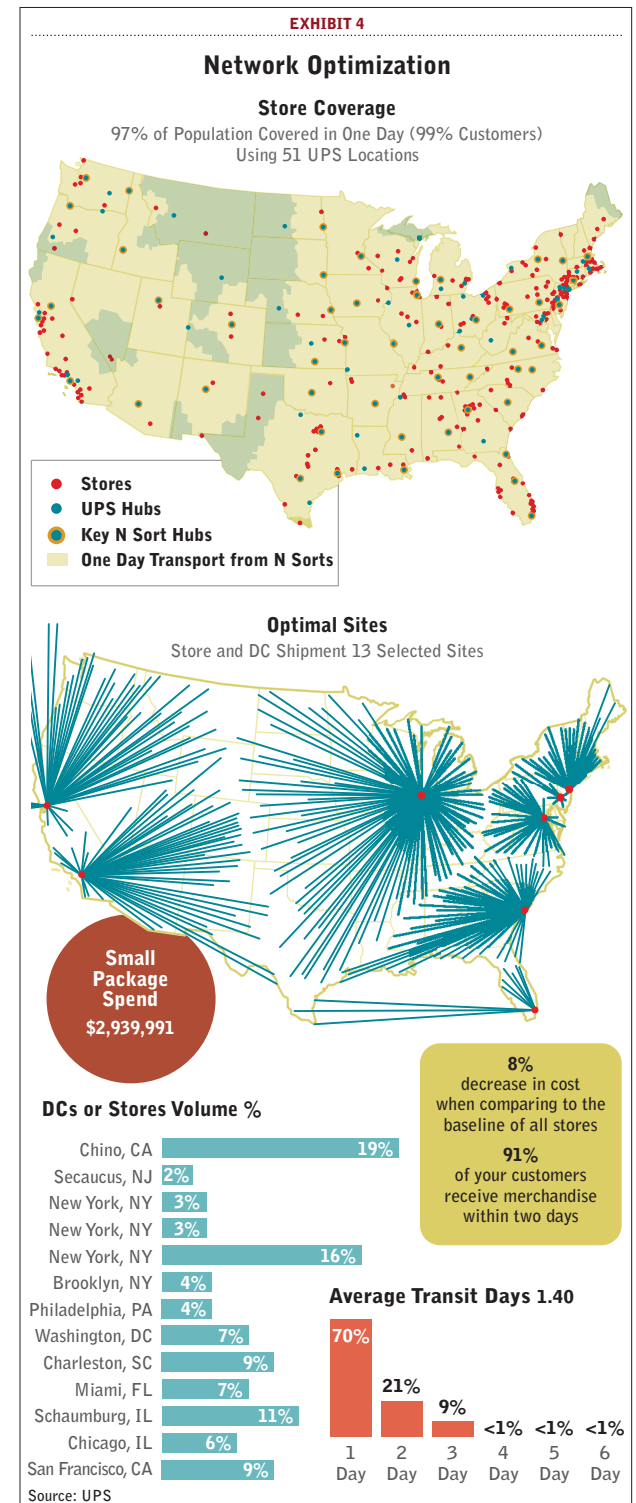 EXHIBIT 4
Network Optimization
Store Coverage
97% of Population Covered in One Day (99% Customers)
Using 51 UPS Locations
Stores
UPS Hubs
Key N Sort Hubs
One Day Transport from N Sorts
Optimal Sites
Store and DC Shipment 13 Selected Sites
Small
Package
Spend
$2,939,991
8%
decrease in cost
when comparing to the
baseline of all stores
91%
of your customers
receive merchandise
within two days
DCs or Stores Volume %
Chino, CA 19%
Secaucus, NJ 2%
New York, NY 3%
New York, NY 3%
New York, NY 16%
Brooklyn, NY 4%
Philadelphia, PA 4%
Washington, DC 7%
Charleston, SC 9%
Miami, FL 7%
Schaumburg, IL 11%
Chicago, IL 6%
San Francisco, CA 9%
Average Transit Days 1.40
70% 21% 9% <1% <1% <1%
1 2 3 4 5 6
Day Day Day Day Day Day
Source: UPS